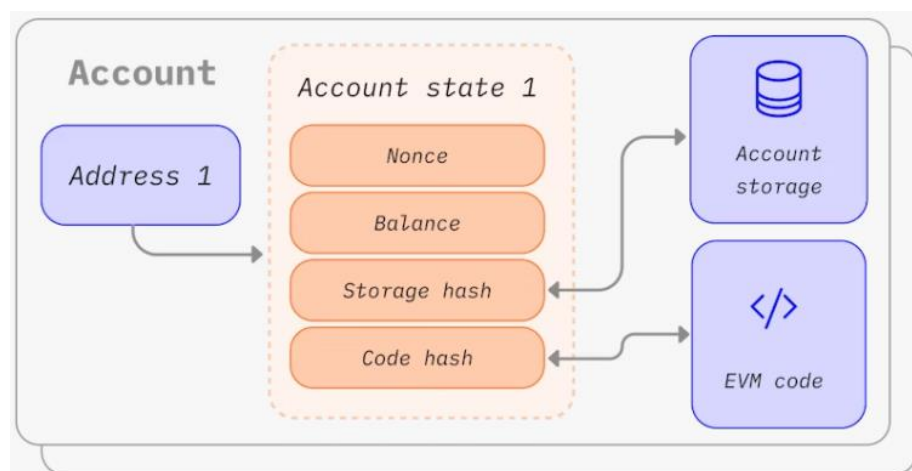 Account
Address 1
Account state 1
Nonce
Balance
Storage hash
Code hash
Account
storage
</>
EVM code